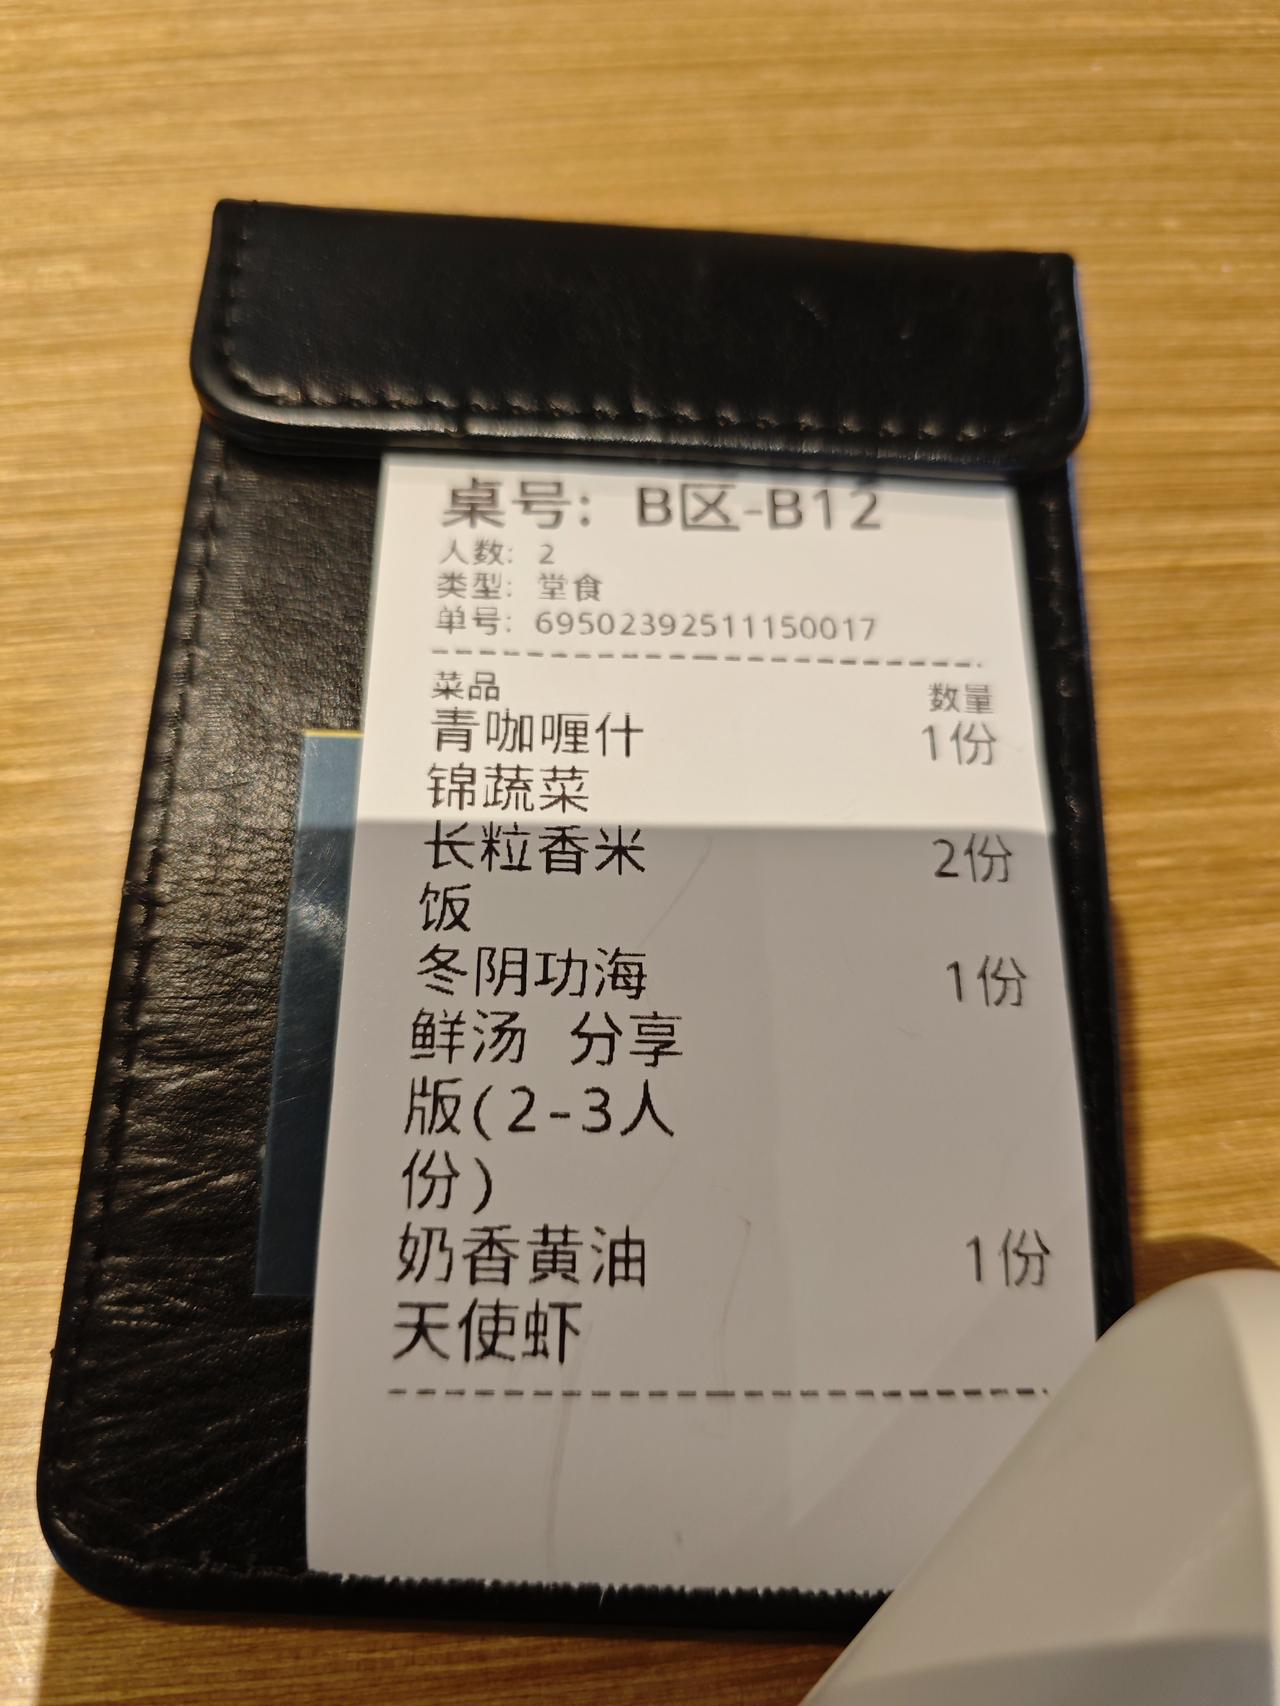 桌号: B区-B12
人数: 2
类型: 堂食
单号: 69502392511150017
菜品 数量
青咖喱什 1份
锦蔬菜
长粒香米 2份
饭
冬阴功海 1份
鲜汤 分享
版(2-3人
份)
奶香黄油 1份
天使虾